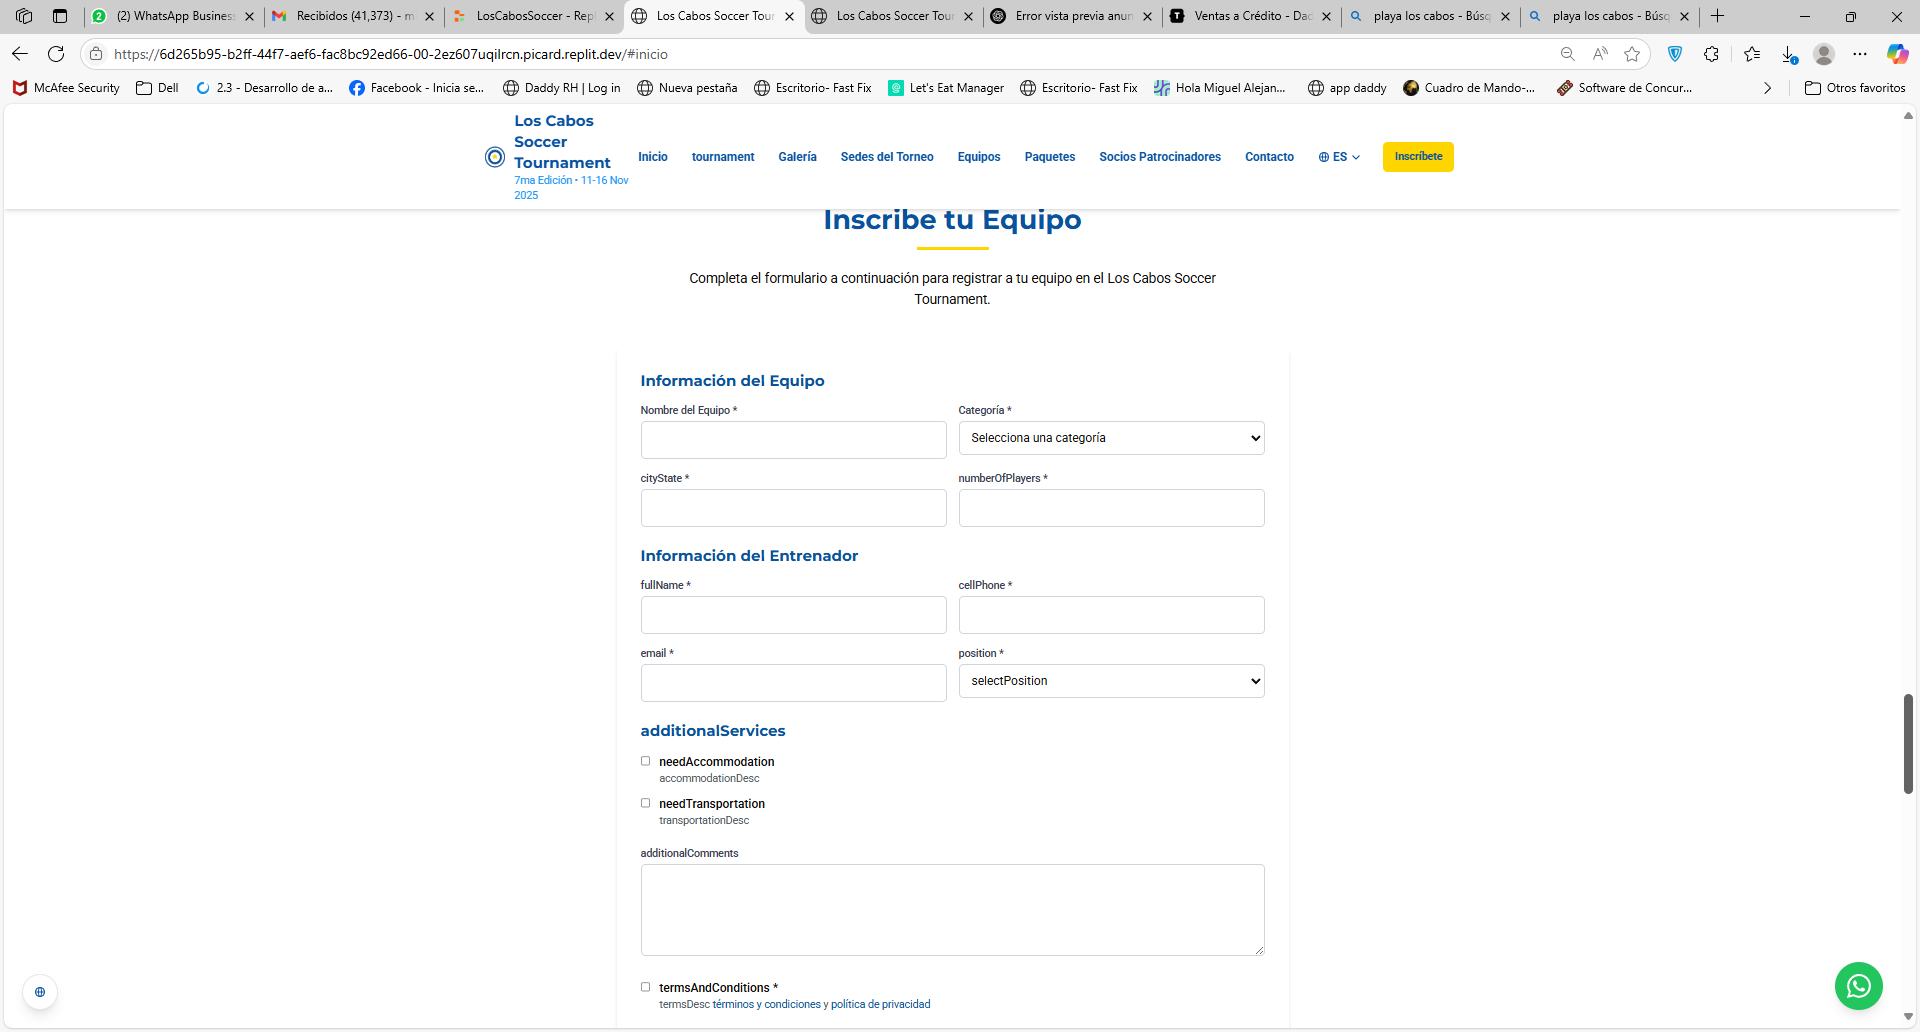 (2) WhatsApp Business
Recibidos (41,373) - m
LosCabosSoccer - Repl
Los Cabos Soccer Tour
Los Cabos Soccer Tour
Error vista previa anun
Ventas a Crédito - Dad
playa los cabos - Búsq
playa los cabos - Búsq
https://6d265b95-b2ff-44f7-aef6-fac8bc92ed66-00-2ez607uqilrcn.picard.replit.dev/#inicio
McAfee Security
Dell
2.3 - Desarrollo de a...
Facebook - Inicia se...
Daddy RH | Log in
Nueva pestaña
Escritorio- Fast Fix
Let's Eat Manager
Escritorio- Fast Fix
Hola Miguel Alejan...
app daddy
Cuadro de Mando-...
Software de Concur...
Otros favoritos
Los Cabos
Soccer
Tournament
7ma Edición • 11-16 Nov
2025
Inicio
tournament
Galería
Sedes del Torneo
Equipos
Paquetes
Socios Patrocinadores
Contacto
ES
Inscríbete
Inscribe tu Equipo
Completa el formulario a continuación para registrar a tu equipo en el Los Cabos Soccer
Tournament.
Información del Equipo
Nombre del Equipo *
Categoría *
Selecciona una categoría
cityState *
numberOfPlayers *
Información del Entrenador
fullName *
cellPhone *
email *
position *
selectPosition
additionalServices
needAccommodation
accommodationDesc
needTransportation
transportationDesc
additionalComments
termsAndConditions *
termsDesc términos y condiciones y política de privacidad